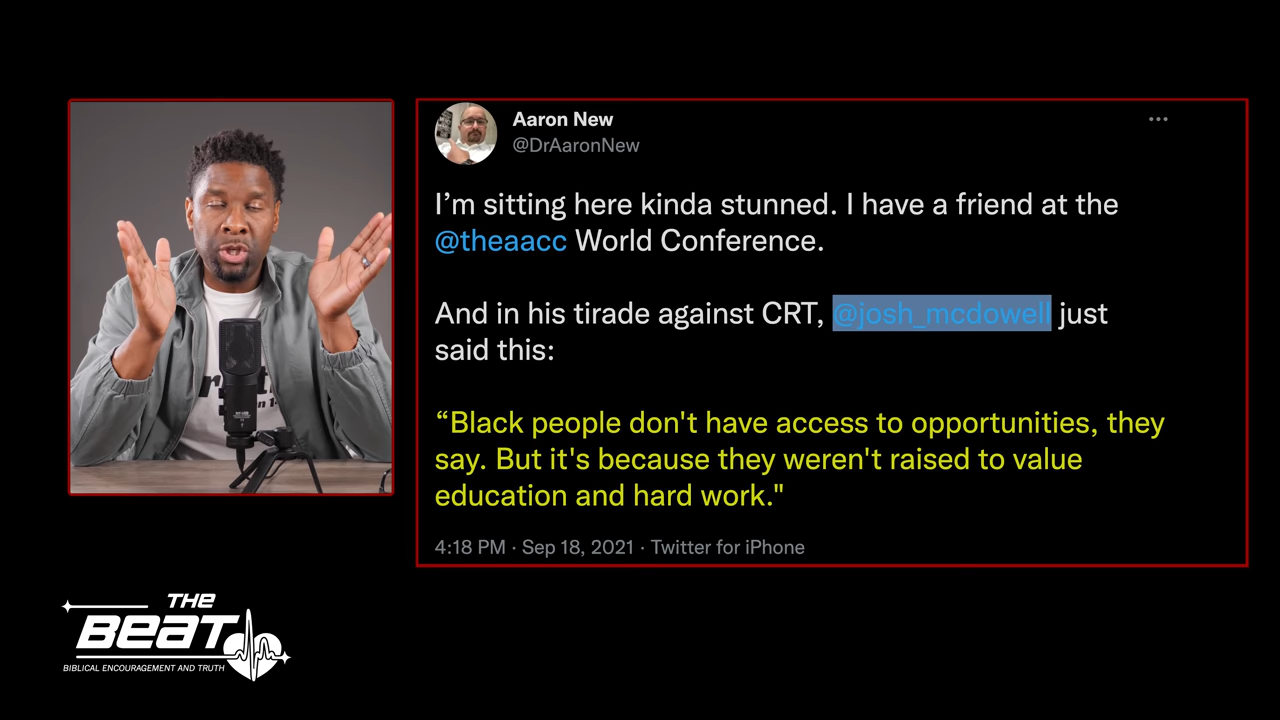 Aaron New
@DrAaronNew
I’m sitting here kinda stunned. I have a friend at the
@theaacc World Conference.
And in his tirade against CRT, @josh_mcdowell just
said this:
“Black people don't have access to opportunities, they
say. But it's because they weren't raised to value
education and hard work."
4:18 PM · Sep 18, 2021 · Twitter for iPhone
THE
BEAT
BIBLICAL ENCOURAGEMENT AND TRUTH